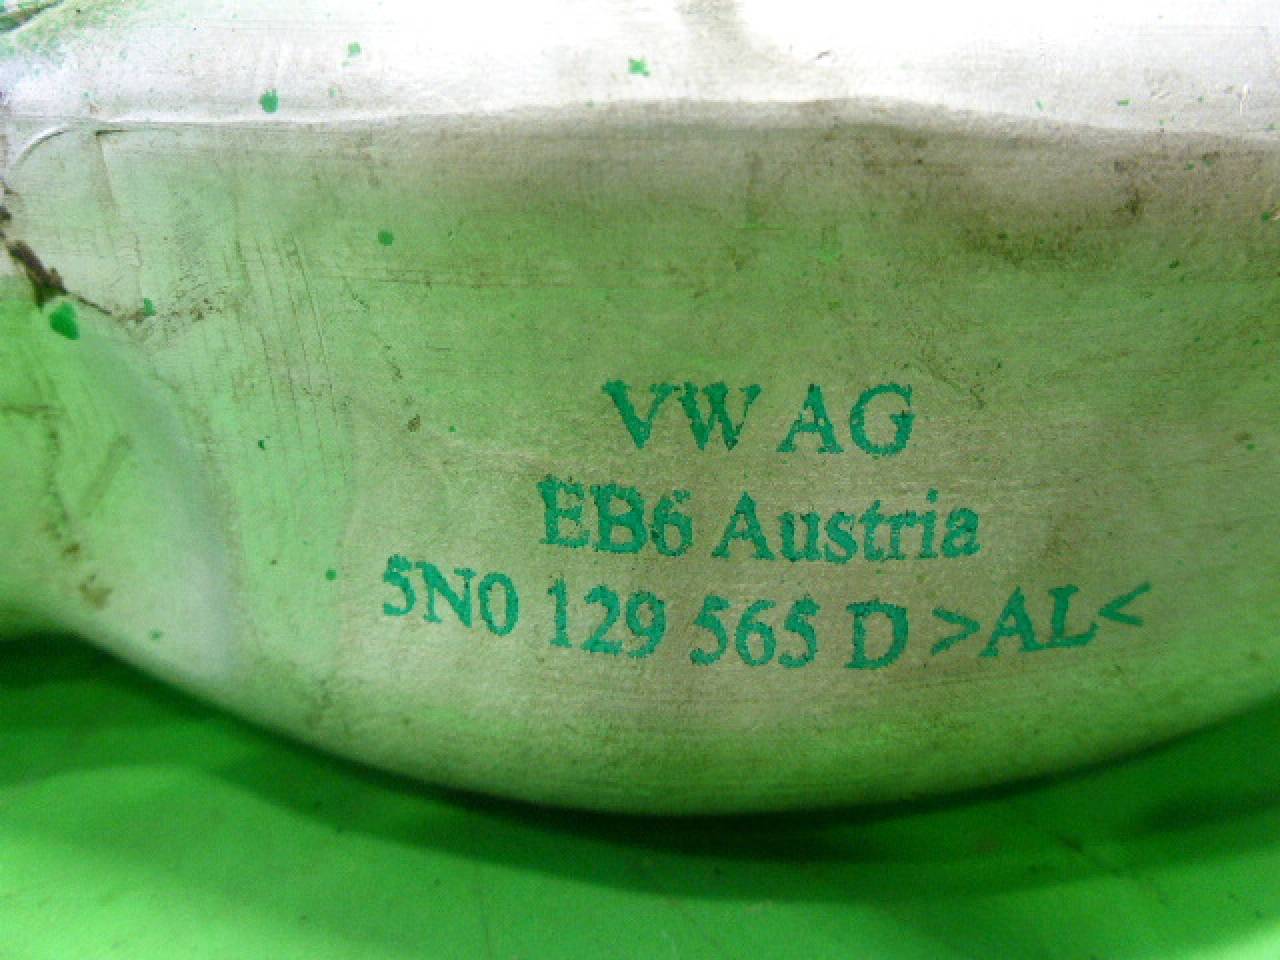 VW AG
EB6 Austria
5N0 129 565 D >AL<